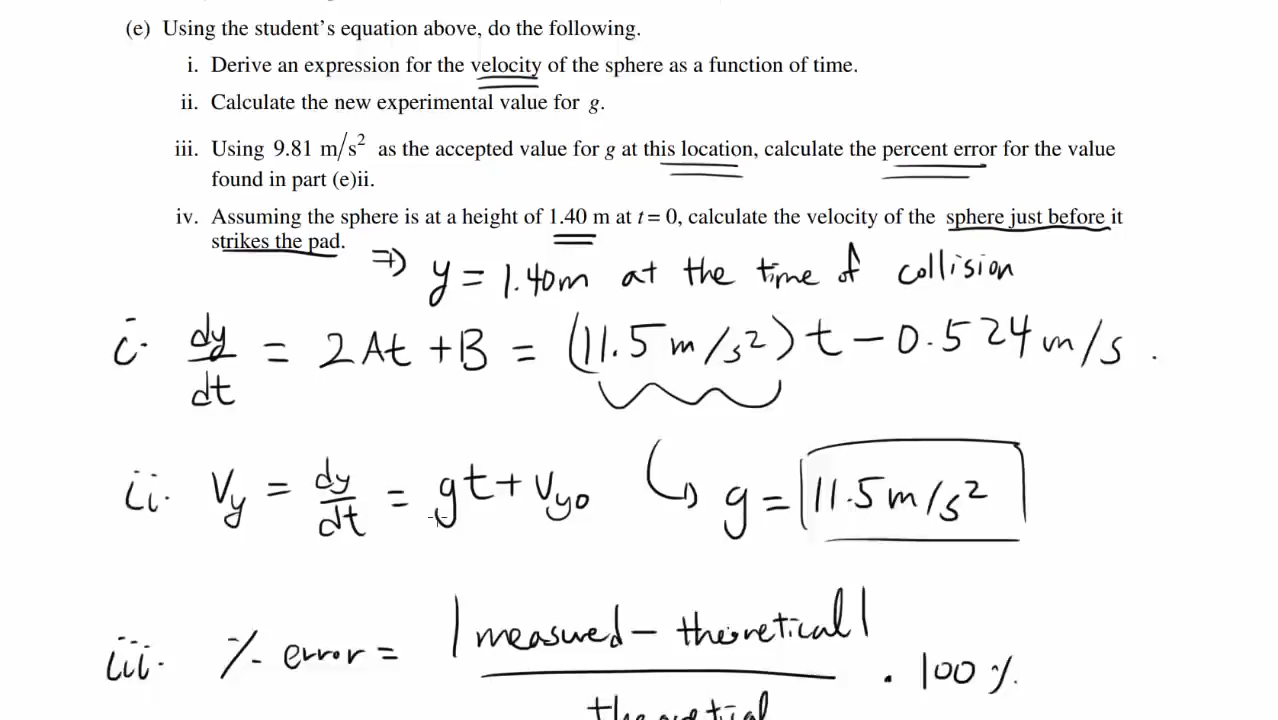 (e) Using the student's equation above, do the following.
i. Derive an expression for the velocity of the sphere as a function of time.
ii. Calculate the new experimental value for g.
iii. Using 9.81 m/s² as the accepted value for g at this location, calculate the percent error for the value
found in part (e)ii.
iv. Assuming the sphere is at a height of 1.40 m at t = 0, calculate the velocity of the sphere just before it
strikes the pad.
⇒ y = 1.40m at the time of collision
i. dy/dt = 2At + B = (11.5 m/s²)t − 0.524 m/s.
ii. Vy = dy/dt = gt + Vyo ↳ g = 11.5 m/s²
iii. % error = |measured − theoretical| / theoretical · 100 %.